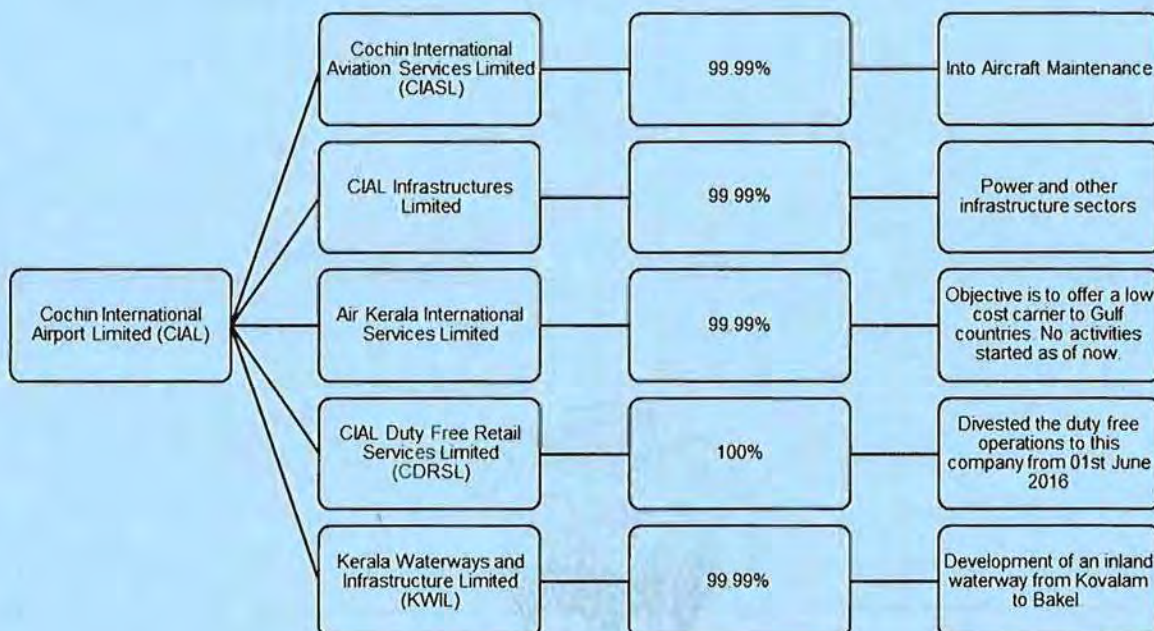 Cochin International
Airport Limited (CIAL)
Cochin International
Aviation Services Limited
(CIASL)
99.99%
Into Aircraft Maintenance
CIAL Infrastructures
Limited
99.99%
Power and other
infrastructure sectors
Air Kerala International
Services Limited
99.99%
Objective is to offer a low
cost carrier to Gulf
countries. No activities
started as of now.
CIAL Duty Free Retail
Services Limited
(CDRSL)
100%
Divested the duty free
operations to this
company from 01st June
2016
Kerala Waterways and
Infrastructure Limited
(KWIL)
99.99%
Development of an inland
waterway from Kovalam
to Bakel